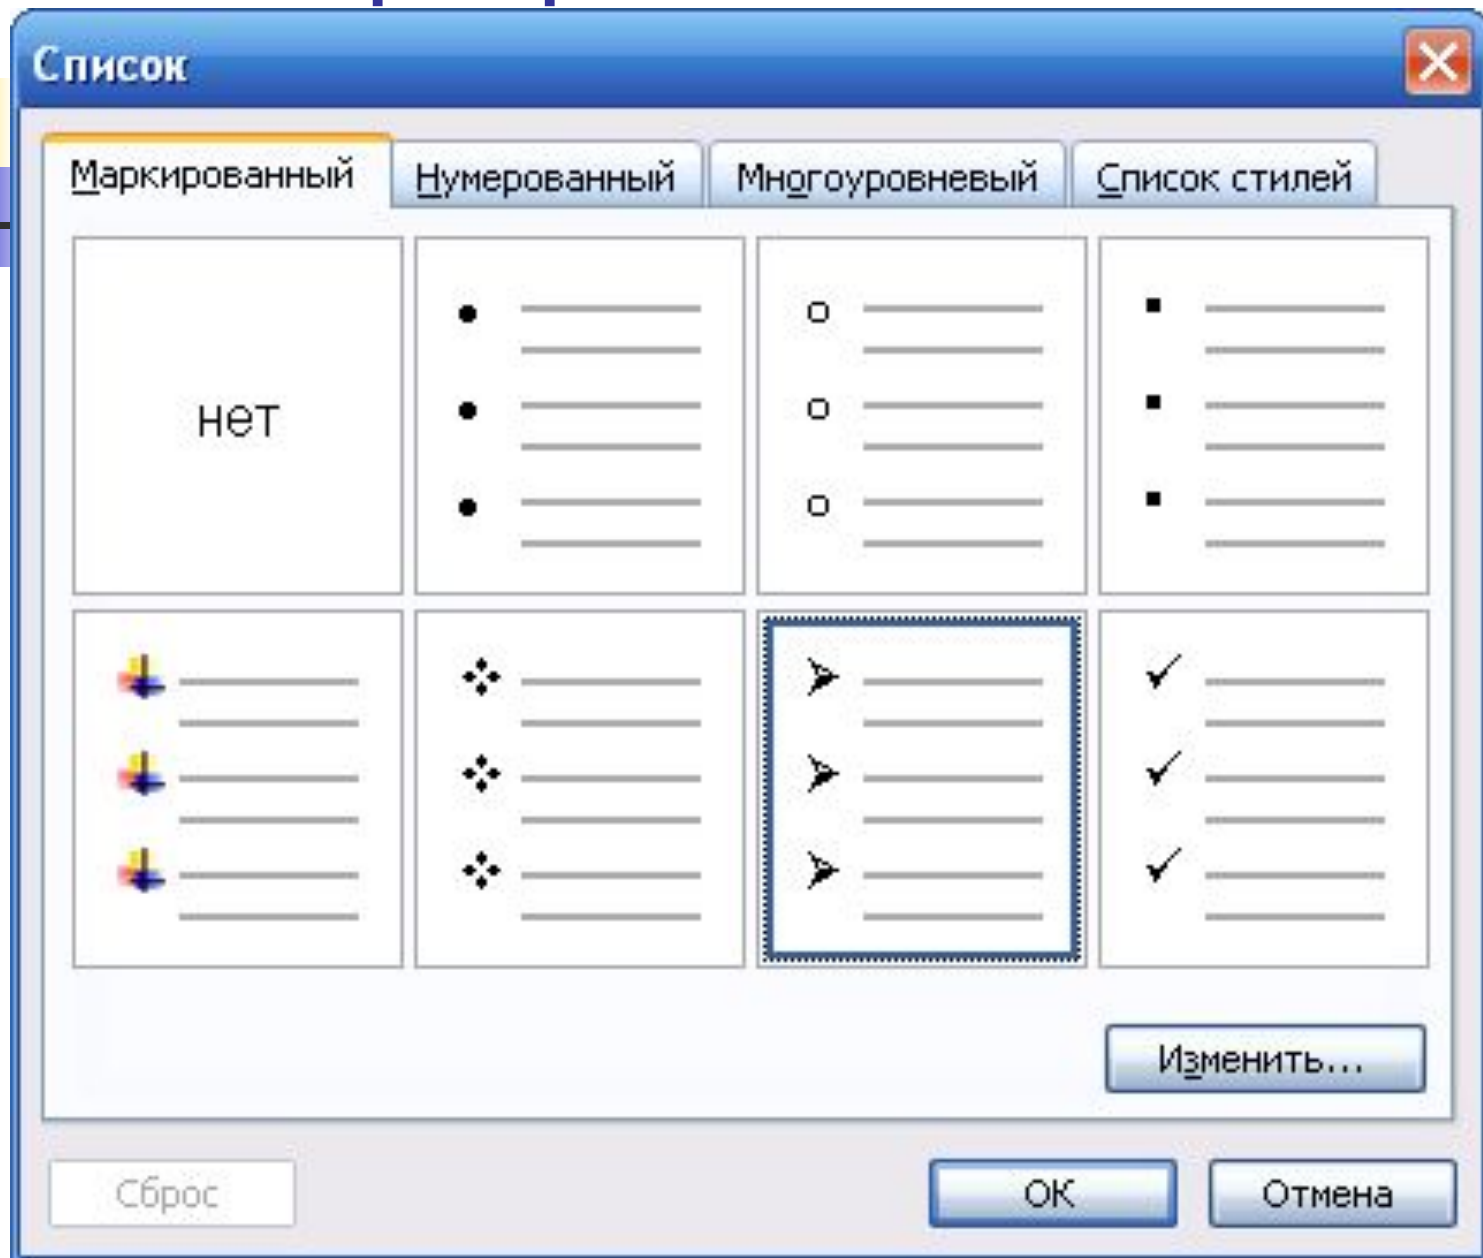 Список
Маркированный Нумерованный Многоуровневый Список стилей
нет
Изменить...
Сброс ОК Отмена